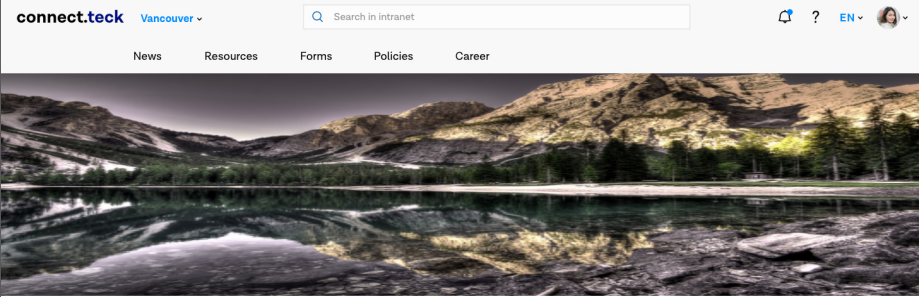 connect.teck Vancouver Search in intranet ? EN
News Resources Forms Policies Career